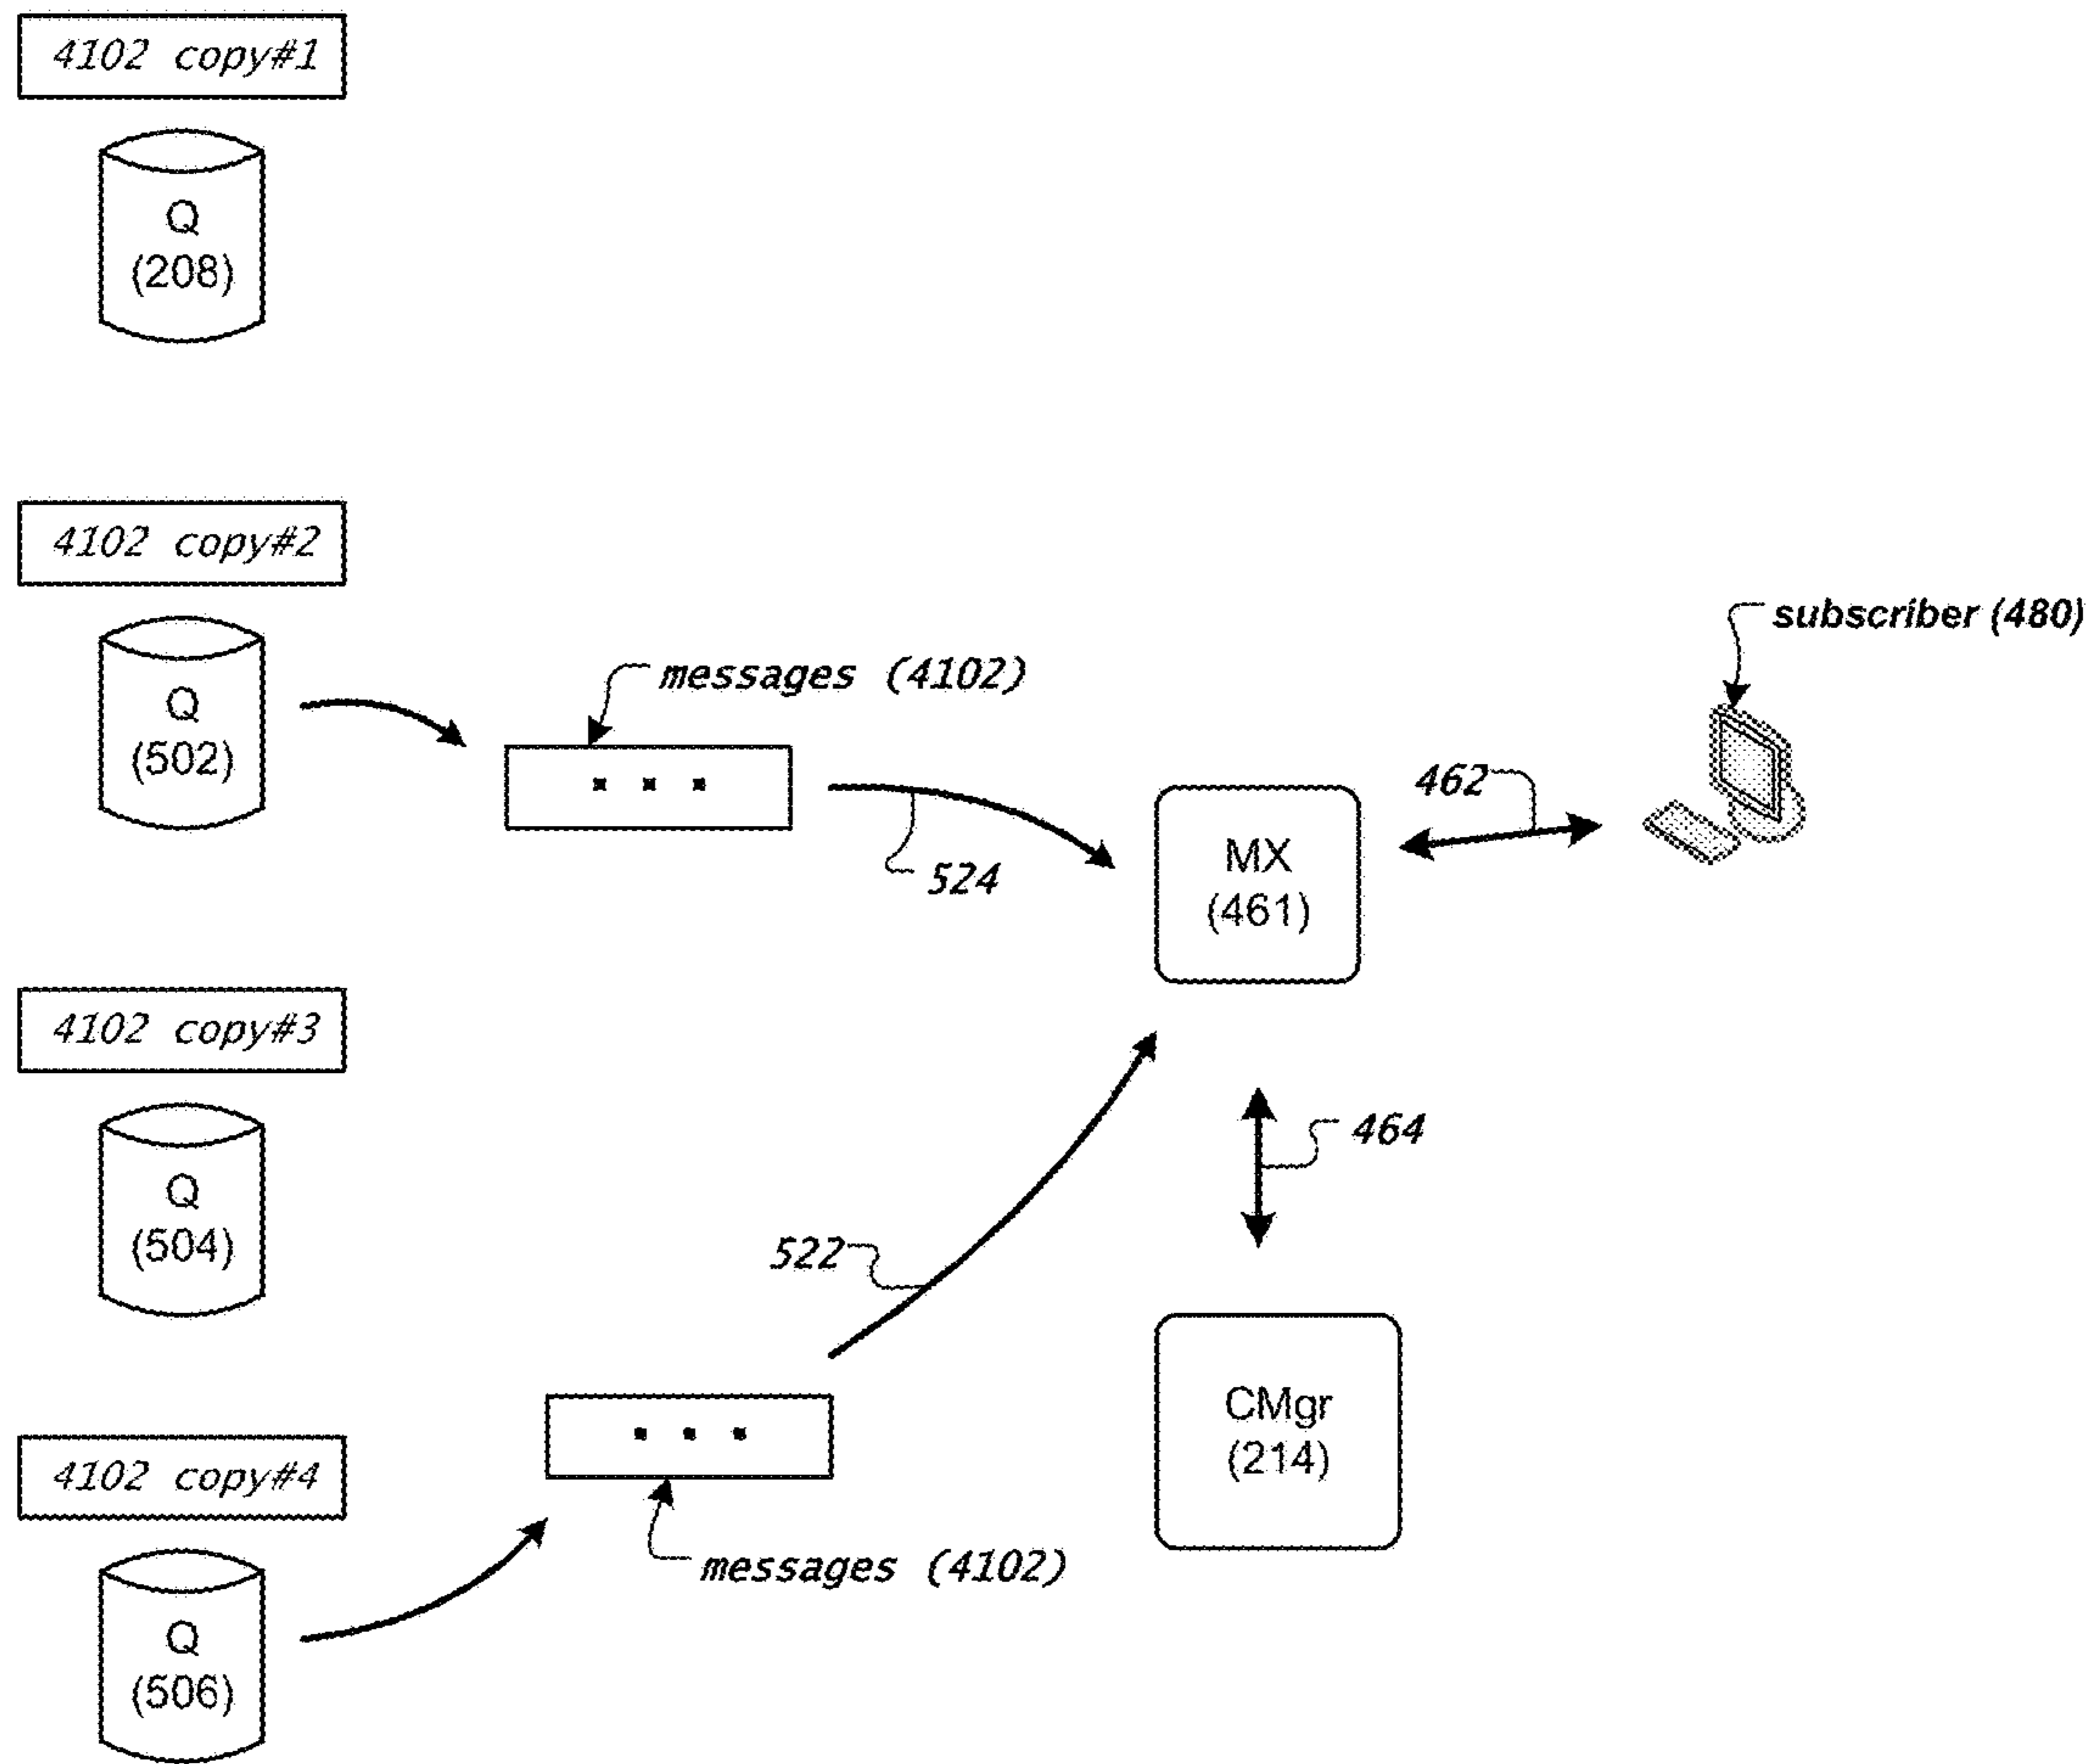 4102 copy#1
Q
(208)
4102 copy#2
Q
(502)
messages (4102)
. . .
524
subscriber (480)
462
MX
(461)
4102 copy#3
Q
(504)
464
522
CMgr
(214)
4102 copy#4
. . .
messages (4102)
Q
(506)